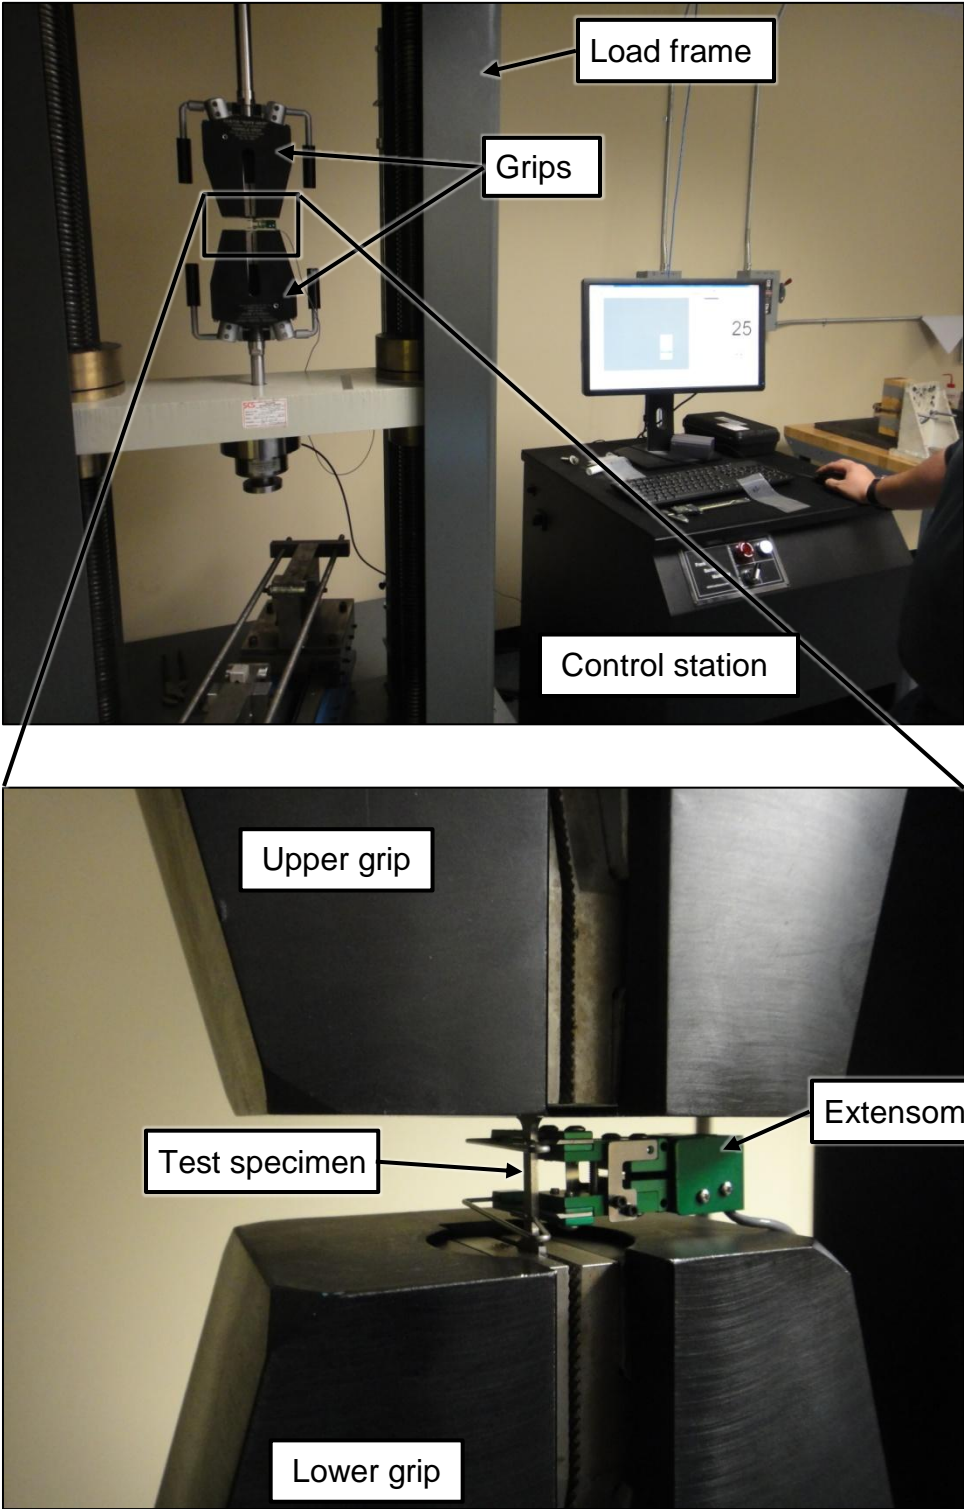 Load frame
Grips
25
Control station
Upper grip
Extensom
Test specimen
Lower grip